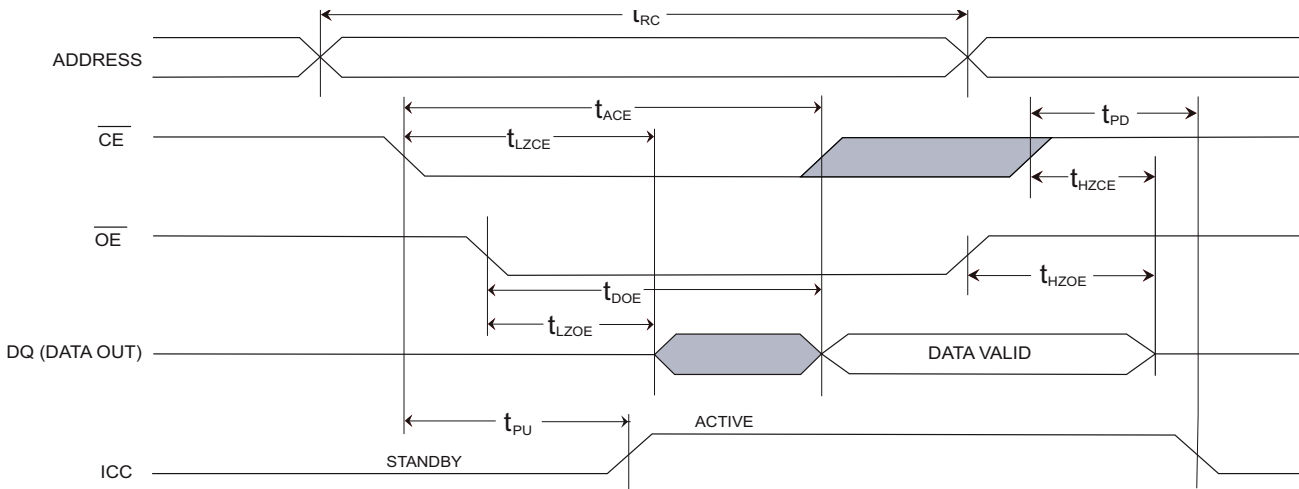 tRC
ADDRESS
tACE
tPD
CE
tLZCE
tHZCE
OE
tHZOE
tDOE
tLZOE
DQ (DATA OUT)
DATA VALID
tPU
ACTIVE
STANDBY
ICC